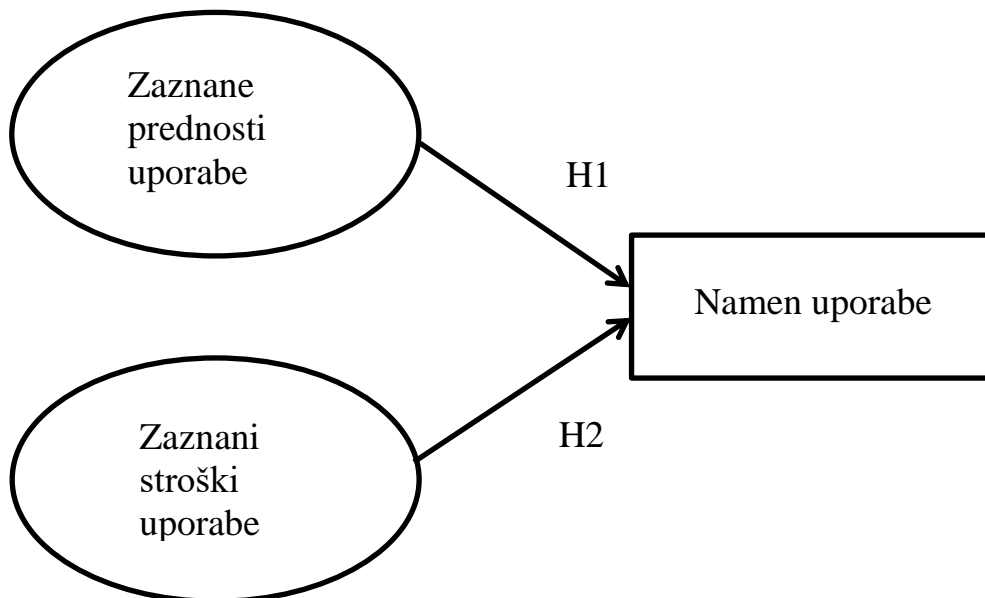 Zaznane
prednosti
uporabe
H1
Namen uporabe
H2
Zaznani
stroški
uporabe